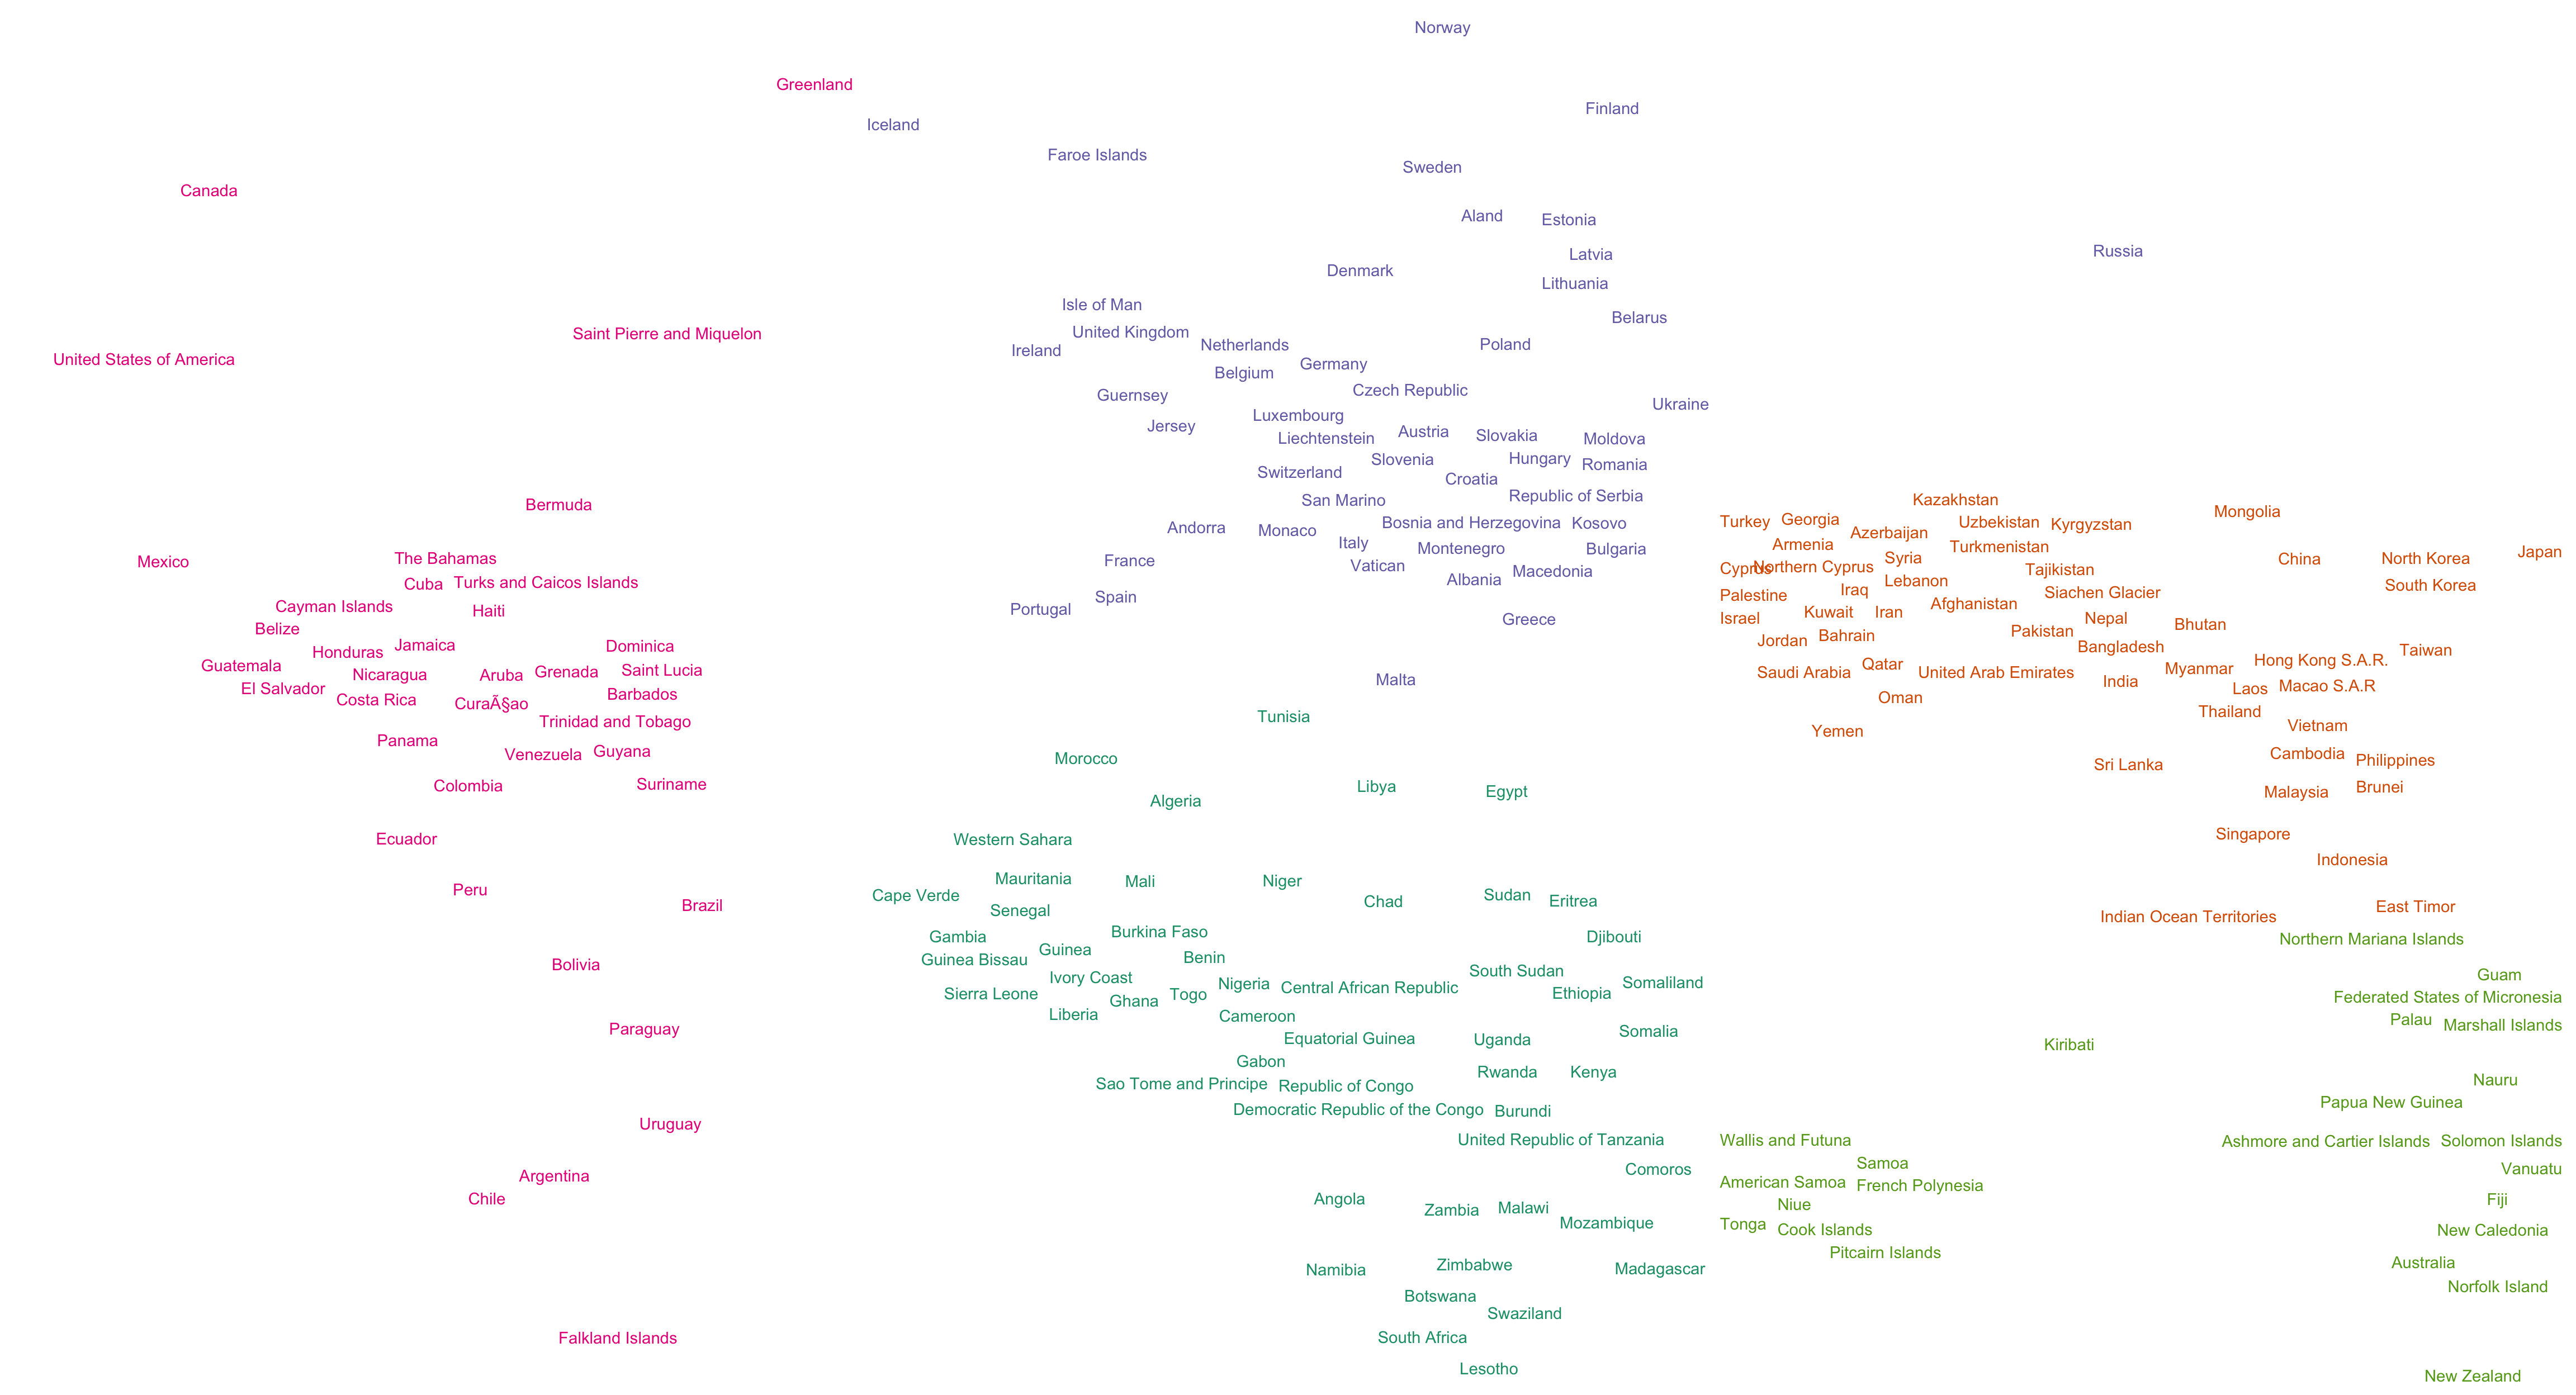 Norway
Greenland
Finland
Iceland
Faroe Islands
Sweden
Canada
Aland
Estonia
Russia
Latvia
Denmark
Lithuania
Isle of Man
Belarus
United Kingdom
Saint Pierre and Miquelon
Netherlands
Poland
Ireland
United States of America
Germany
Belgium
Czech Republic
Guernsey
Ukraine
Luxembourg
Jersey
Austria
Slovakia
Liechtenstein
Moldova
Hungary
Slovenia
Romania
Switzerland
Croatia
Republic of Serbia
San Marino
Kazakhstan
Bermuda
Mongolia
Georgia
Turkey
Uzbekistan
Bosnia and Herzegovina
Kosovo
Kyrgyzstan
Andorra
Monaco
Azerbaijan
Italy
Armenia
Turkmenistan
Montenegro
Bulgaria
Japan
The Bahamas
Syria
North Korea
China
France
Mexico
Vatican
Northern Cyprus
Cyprus
Tajikistan
Macedonia
Albania
Lebanon
Turks and Caicos Islands
Cuba
South Korea
Iraq
Siachen Glacier
Palestine
Spain
Afghanistan
Cayman Islands
Portugal
Haiti
Kuwait
Iran
Israel
Nepal
Greece
Bhutan
Belize
Pakistan
Bahrain
Jordan
Jamaica
Dominica
Bangladesh
Taiwan
Honduras
Hong Kong S.A.R.
Qatar
Guatemala
Myanmar
Saint Lucia
Grenada
Saudi Arabia
United Arab Emirates
Nicaragua
Aruba
Malta
India
Macao S.A.R
El Salvador
Laos
Barbados
Oman
Costa Rica
CuraÃ§ao
Thailand
Tunisia
Trinidad and Tobago
Vietnam
Yemen
Panama
Guyana
Cambodia
Venezuela
Morocco
Philippines
Sri Lanka
Suriname
Colombia
Libya
Brunei
Egypt
Malaysia
Algeria
Singapore
Ecuador
Western Sahara
Indonesia
Mauritania
Mali
Niger
Peru
Sudan
Cape Verde
Eritrea
Chad
Brazil
East Timor
Senegal
Indian Ocean Territories
Burkina Faso
Gambia
Djibouti
Northern Mariana Islands
Guinea
Benin
Guinea Bissau
Bolivia
South Sudan
Guam
Ivory Coast
Somaliland
Nigeria
Central African Republic
Ethiopia
Sierra Leone
Togo
Federated States of Micronesia
Ghana
Liberia
Cameroon
Palau
Marshall Islands
Paraguay
Somalia
Equatorial Guinea
Uganda
Kiribati
Gabon
Rwanda
Kenya
Nauru
Sao Tome and Principe
Republic of Congo
Papua New Guinea
Democratic Republic of the Congo
Burundi
Uruguay
United Republic of Tanzania
Wallis and Futuna
Ashmore and Cartier Islands
Solomon Islands
Samoa
Comoros
Vanuatu
Argentina
American Samoa
French Polynesia
Chile
Angola
Fiji
Niue
Malawi
Zambia
Mozambique
Tonga
Cook Islands
New Caledonia
Pitcairn Islands
Australia
Zimbabwe
Madagascar
Namibia
Norfolk Island
Botswana
Swaziland
Falkland Islands
South Africa
Lesotho
New Zealand